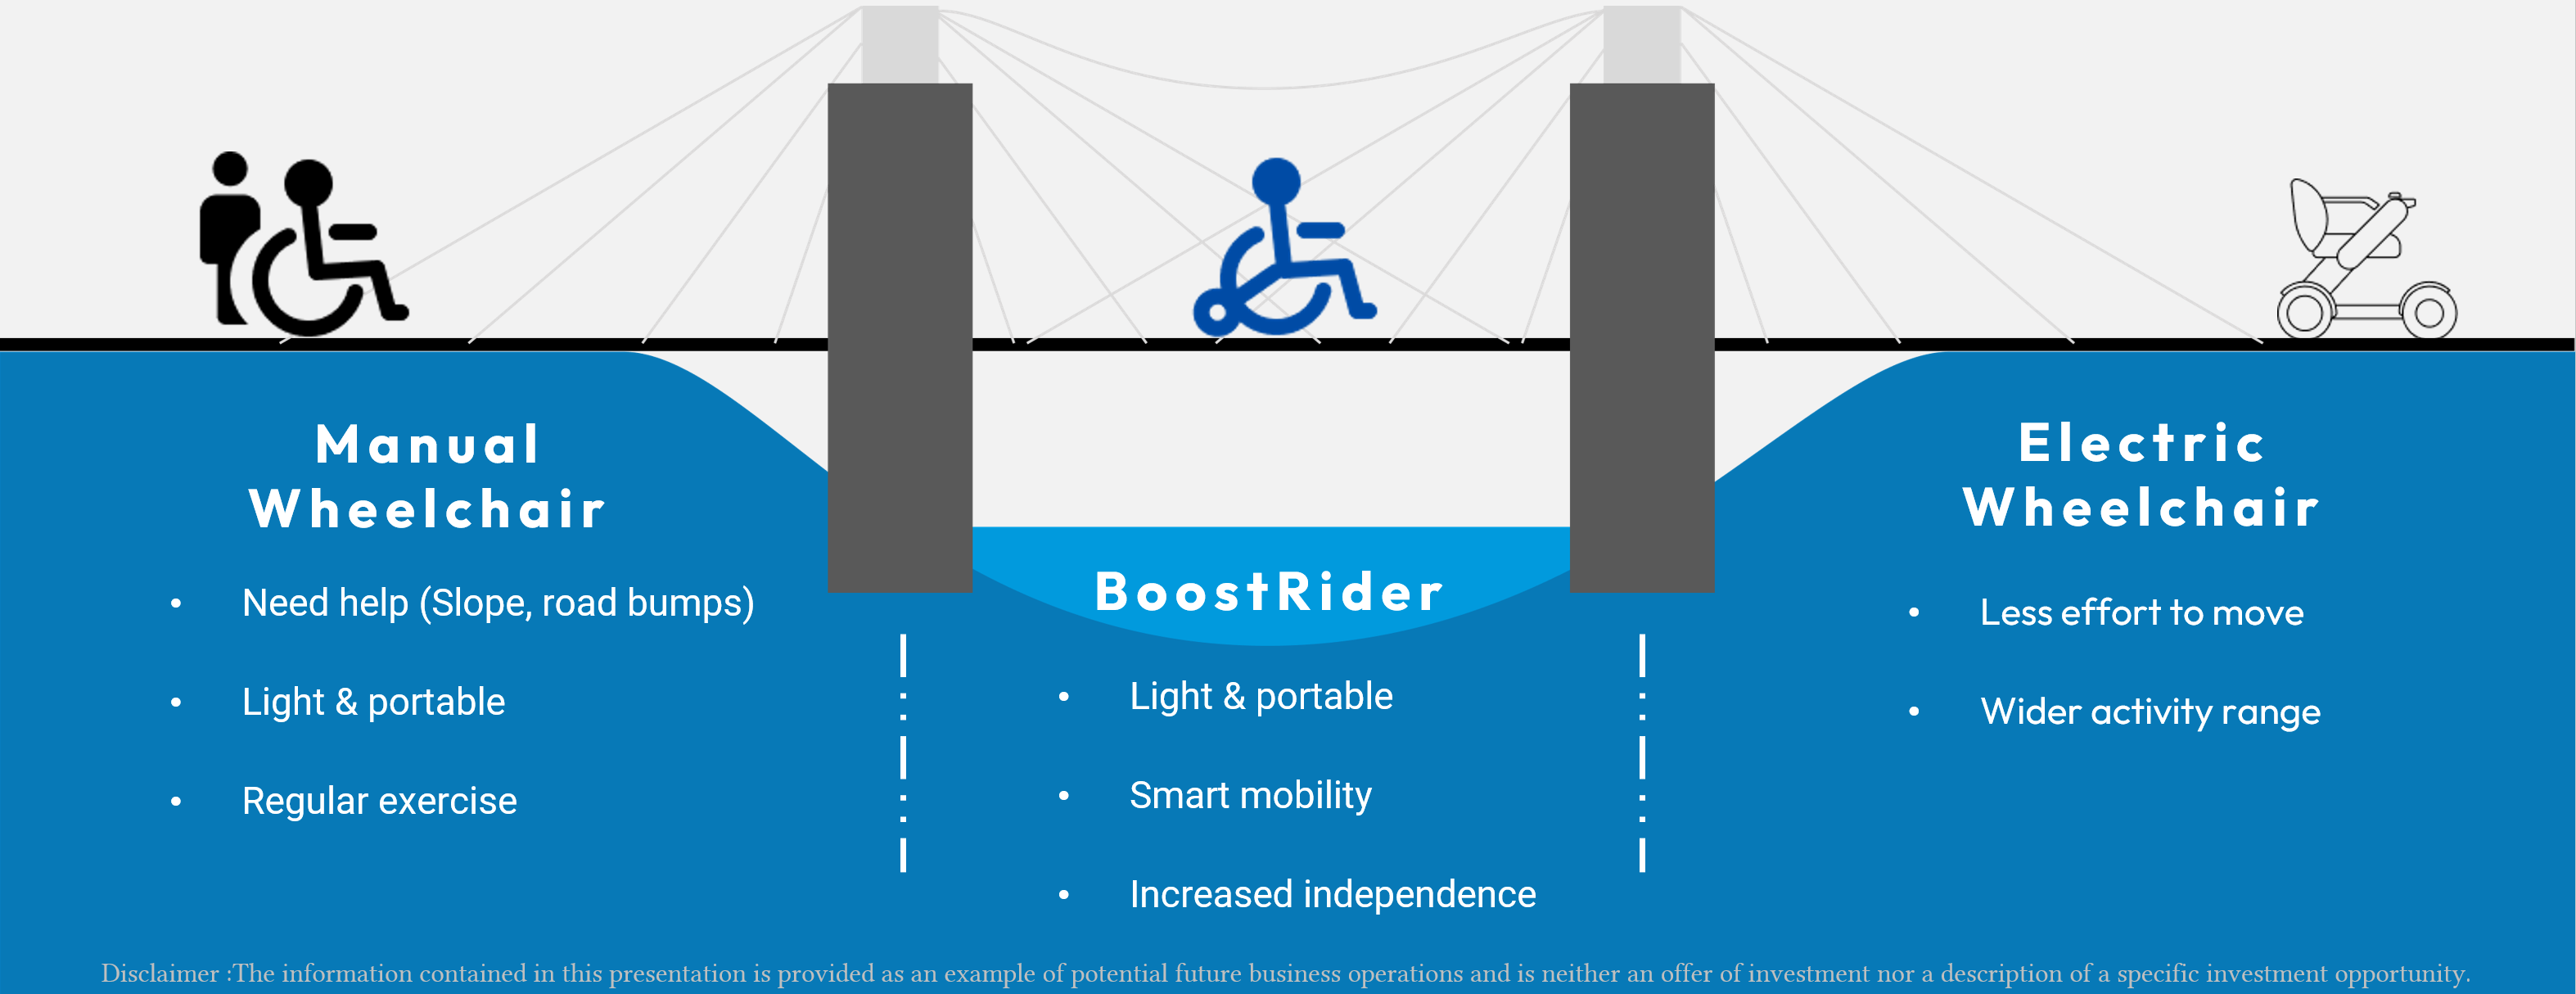 Manual
Wheelchair
• Need help (Slope, road bumps)
• Light & portable
• Regular exercise
BoostRider
• Light & portable
• Smart mobility
• Increased independence
Electric
Wheelchair
• Less effort to move
• Wider activity range
Disclaimer :The information contained in this presentation is provided as an example of potential future business operations and is neither an offer of investment nor a description of a specific investment opportunity.